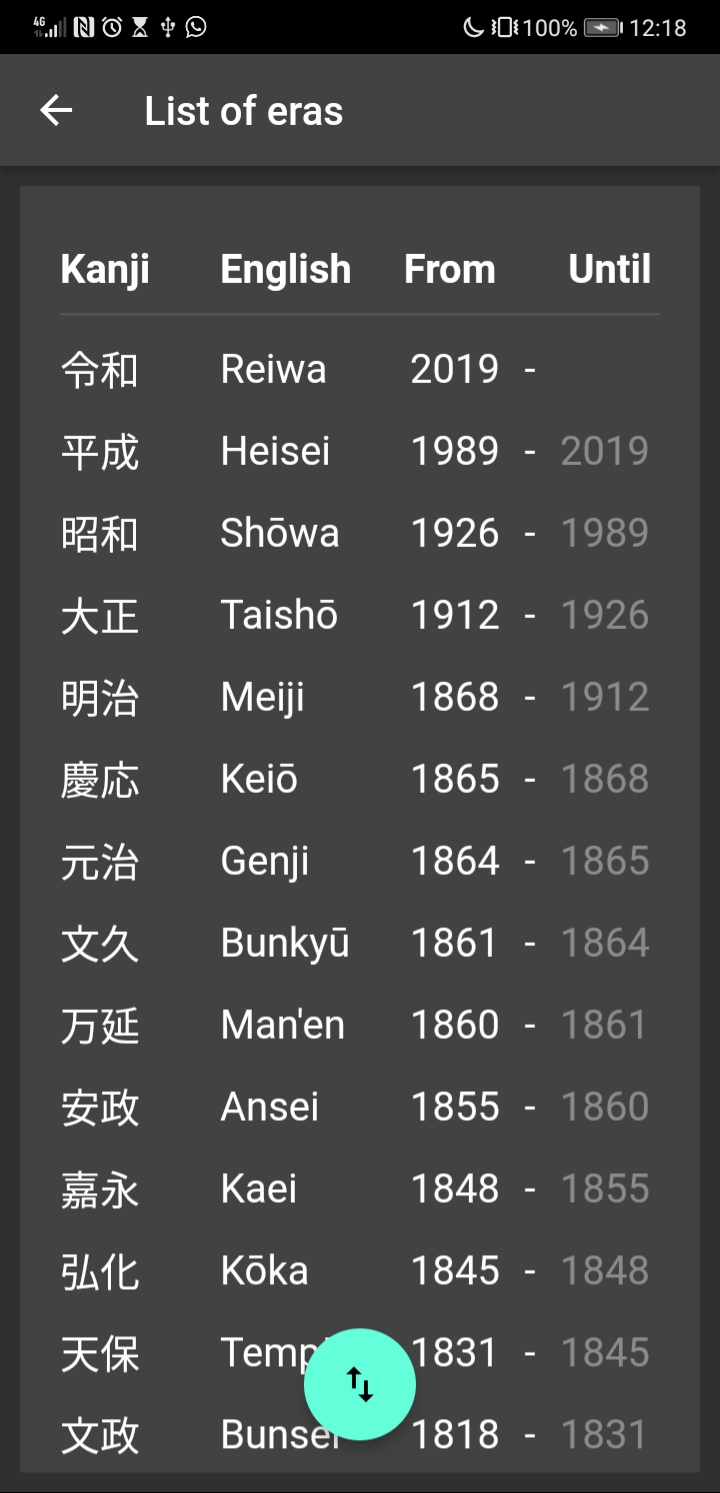 4G 100% 12:18
List of eras
Kanji English From Until
令和 Reiwa 2019 -
平成 Heisei 1989 - 2019
昭和 Shōwa 1926 - 1989
大正 Taishō 1912 - 1926
明治 Meiji 1868 - 1912
慶応 Keiō 1865 - 1868
元治 Genji 1864 - 1865
文久 Bunkyū 1861 - 1864
万延 Man'en 1860 - 1861
安政 Ansei 1855 - 1860
嘉永 Kaei 1848 - 1855
弘化 Kōka 1845 - 1848
天保 1831 - 1845
文政 Bunsei 1818 - 1831